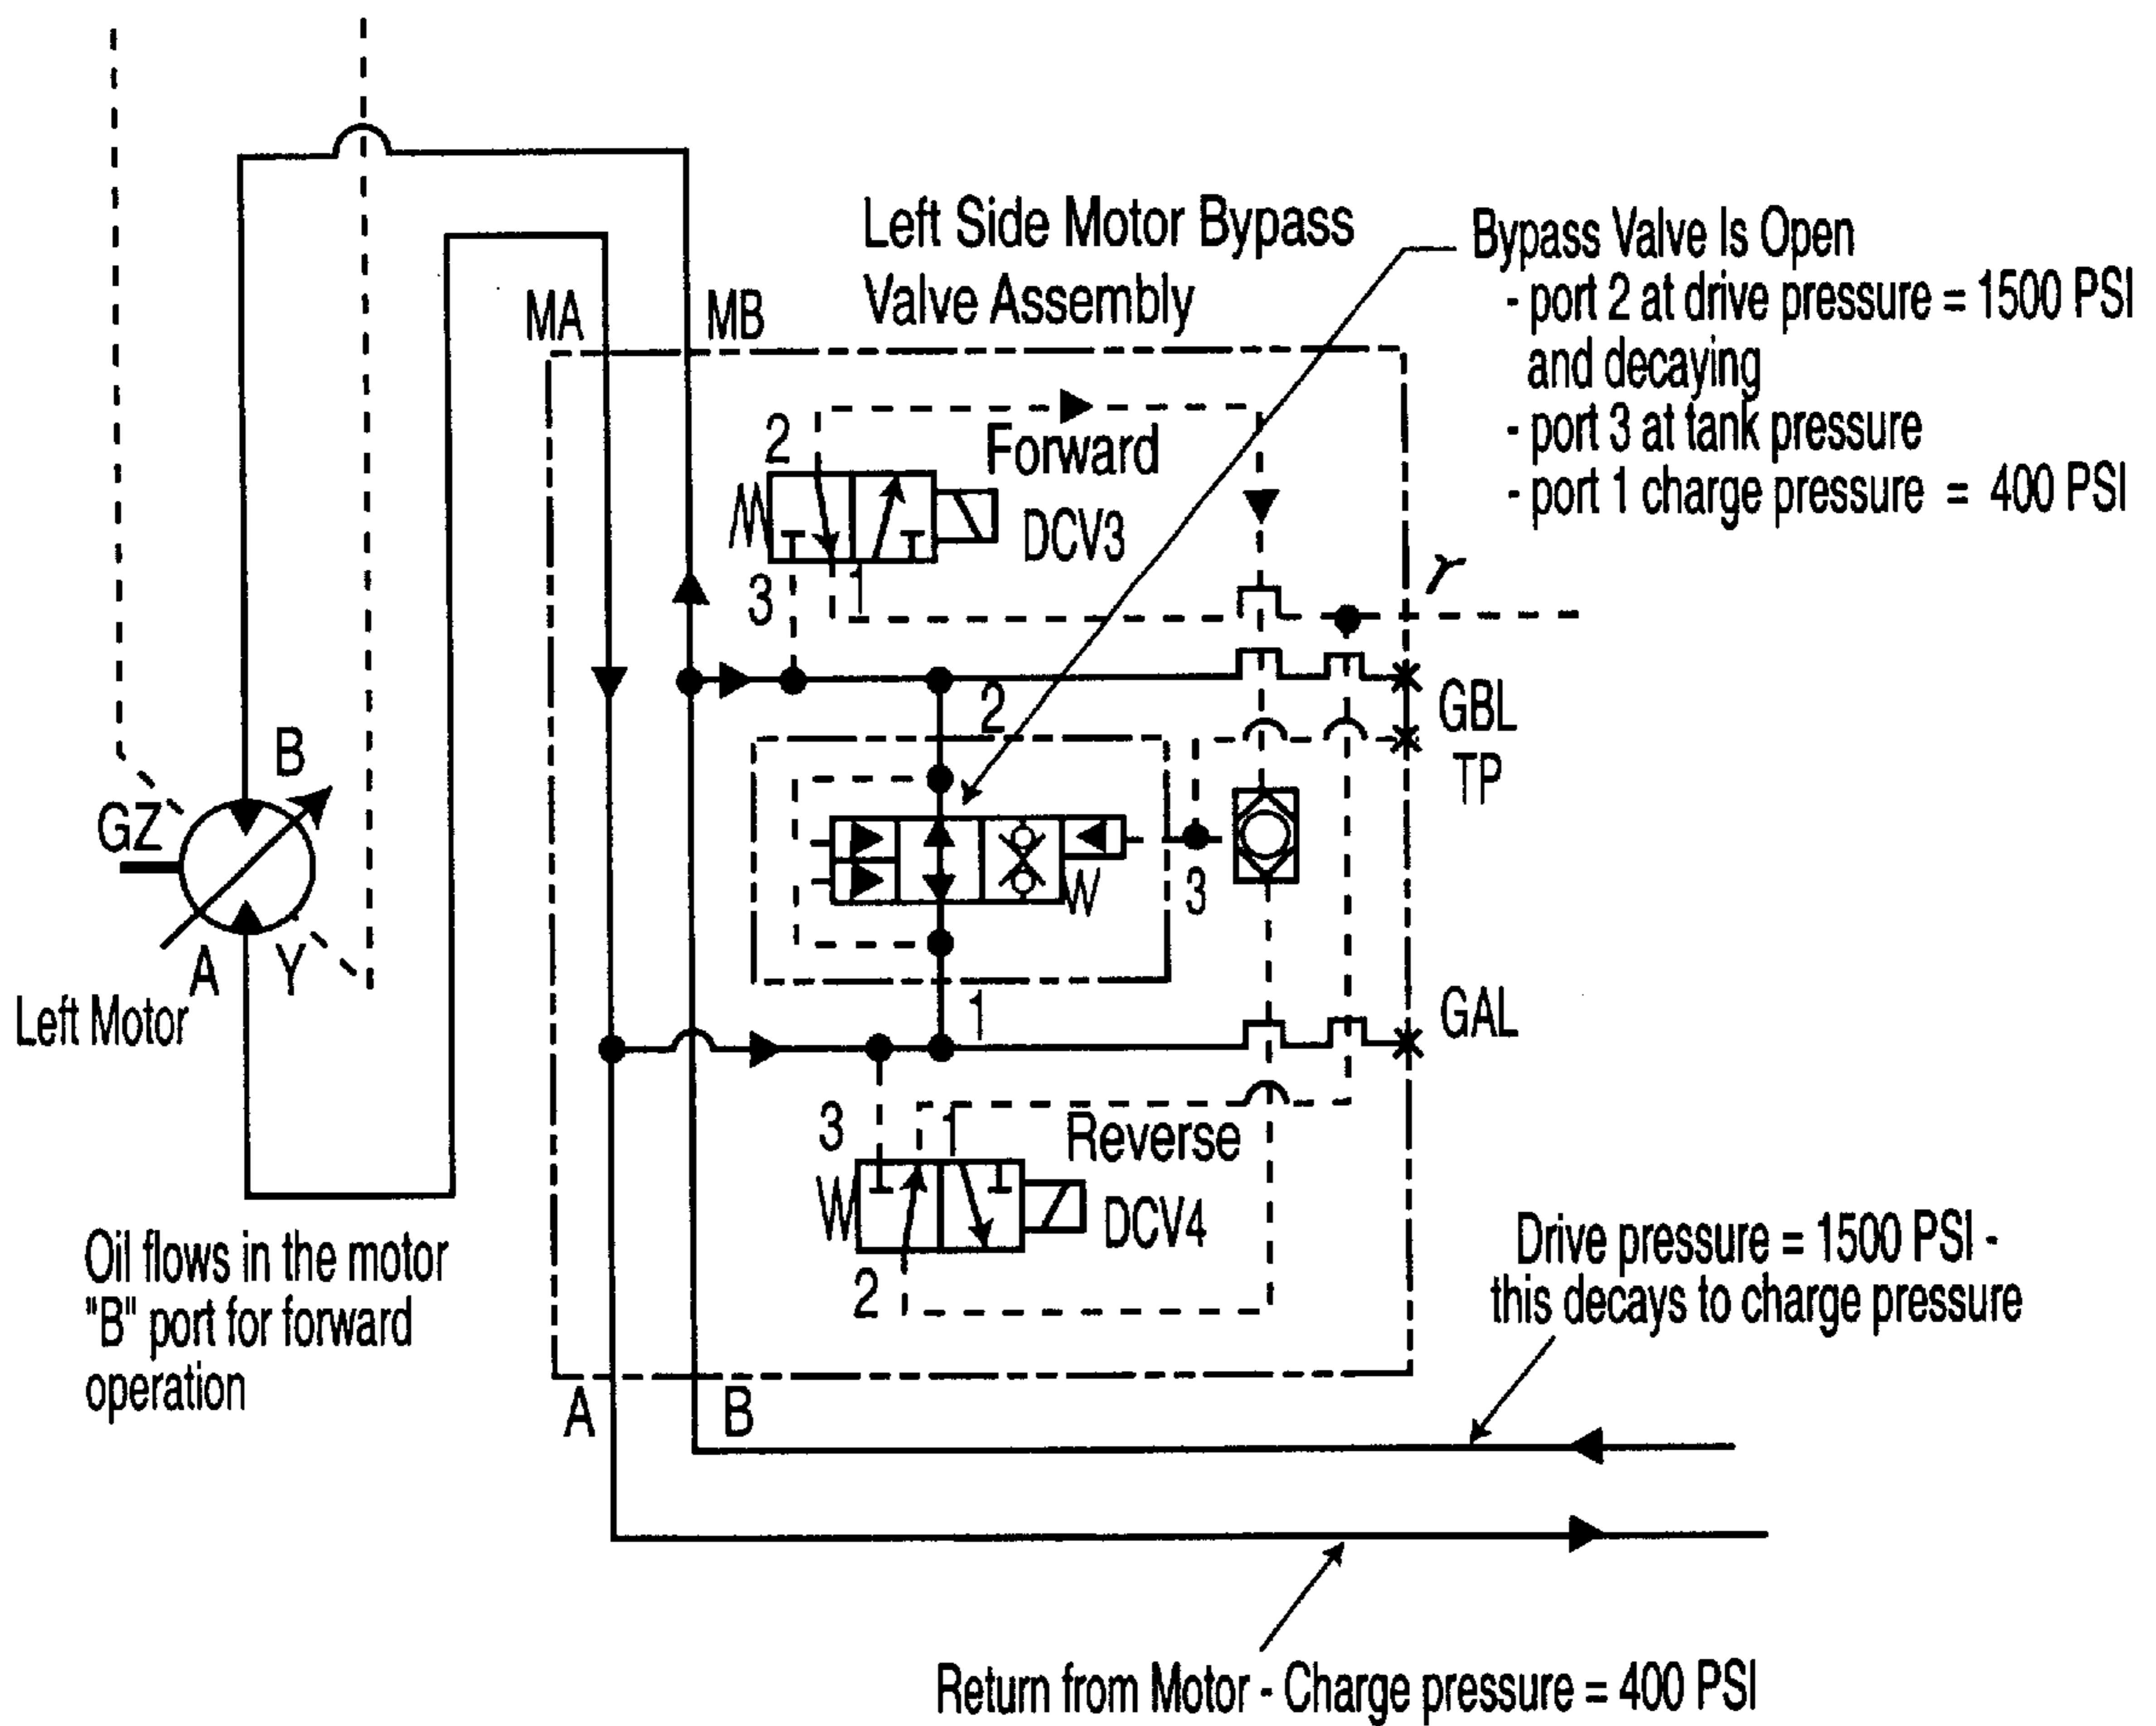 Left Side Motor Bypass
Valve Assembly
Bypass Valve Is Open
- port 2 at drive pressure = 1500 PSI
and decaying
- port 3 at tank pressure
- port 1 charge pressure = 400 PSI
MA
MB
2
Forward
DCV3
3
1
Y
2
GBL
TP
B
GZ
A
Y
Left Motor
3
1
GAL
3
1
Reverse
DCV4
2
Oil flows in the motor
"B" port for forward
operation
A
B
Drive pressure = 1500 PSI -
this decays to charge pressure
Return from Motor - Charge pressure = 400 PSI